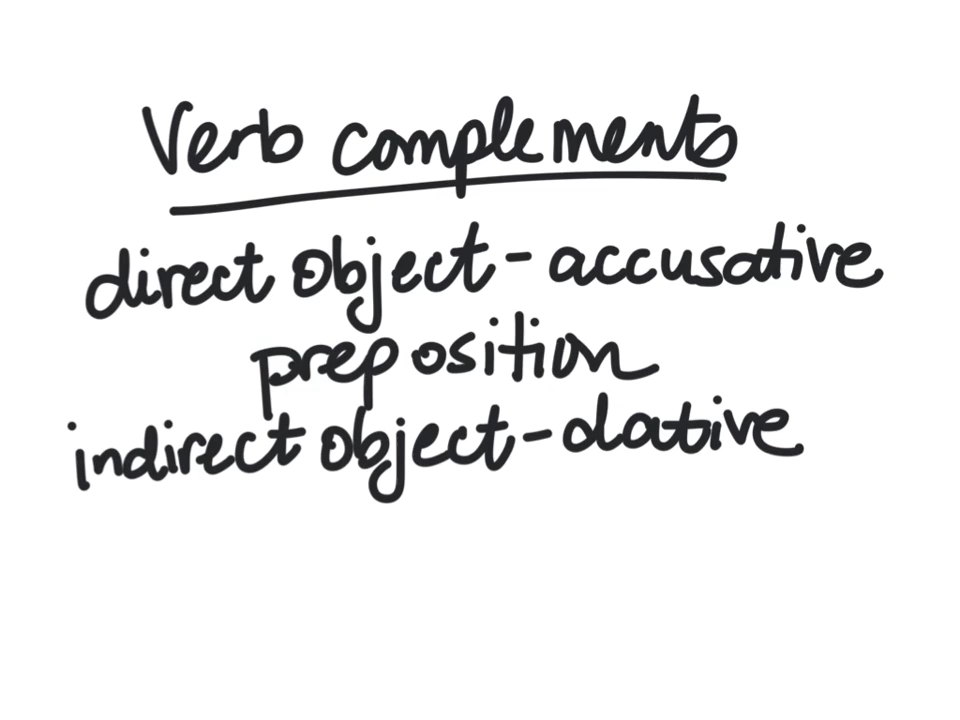 Verb complements
direct object - accusative
preposition
indirect object - dative